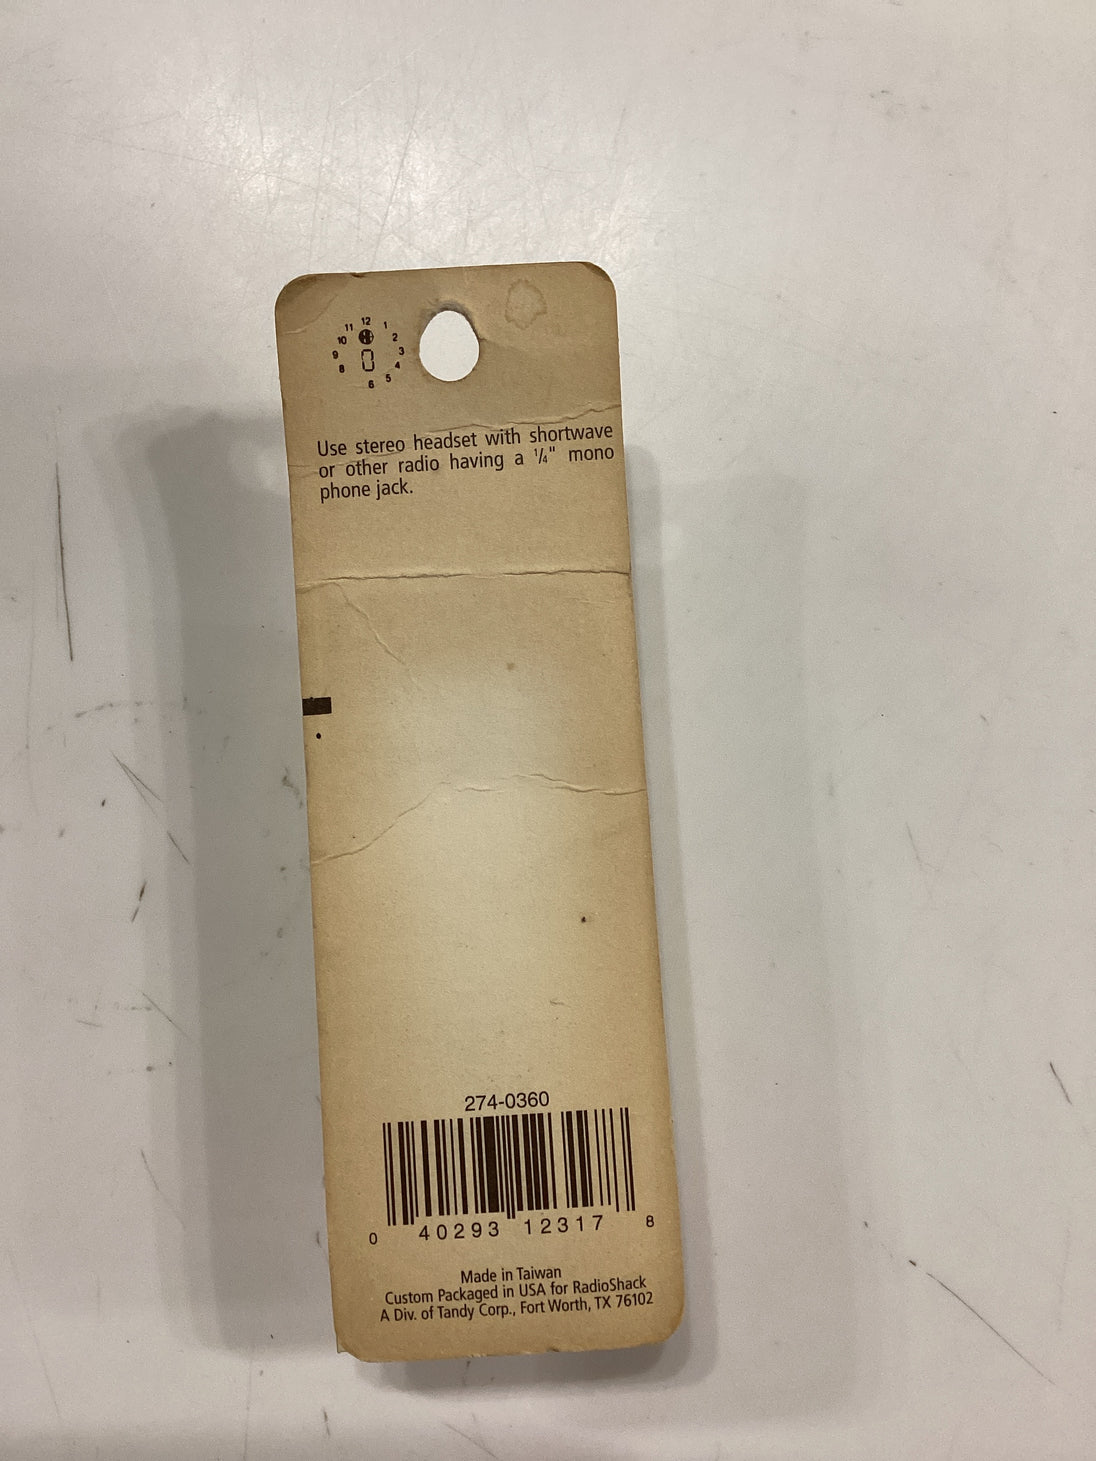 12
11 1
10 2
9 3
8 0 4
6 5
Use stereo headset with shortwave
or other radio having a 1/4" mono
phone jack.
274-0360
0 40293 12317 8
Made in Taiwan
Custom Packaged in USA for RadioShack
A Div. of Tandy Corp., Fort Worth, TX 76102